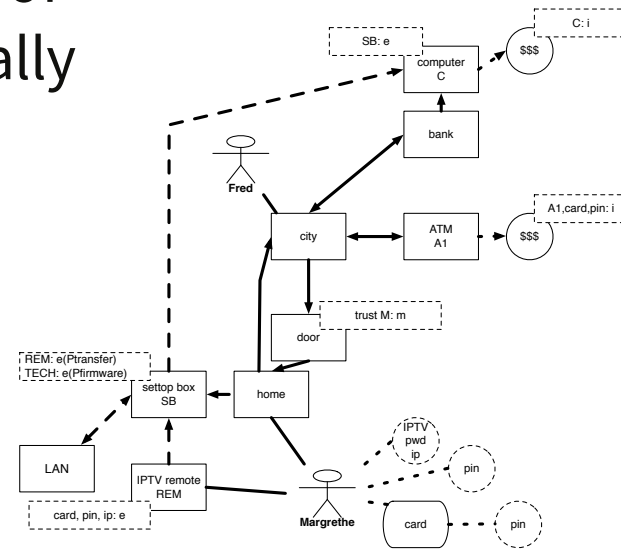 ally
SB: e
computer
C
$$$
C: i
bank
Fred
city
ATM
A1
$$$
A1,card,pin: i
trust M: m
door
REM: e(Ptransfer)
TECH: e(Pfirmware)
settop box
SB
home
LAN
IPTV remote
REM
card, pin, ip: e
Margrethe
IPTV
pwd
ip
pin
card
pin